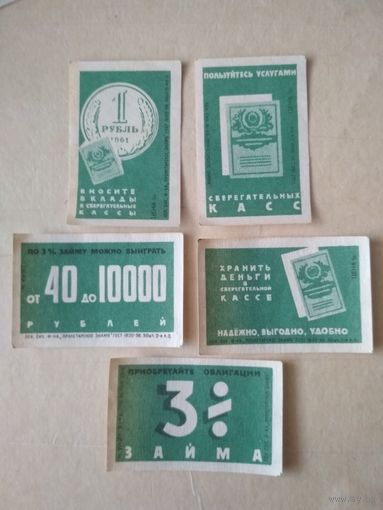 1
РУБЛЬ
1961
ВНОСИТЕ
ВКЛАДЫ
В СБЕРЕГАТЕЛЬНЫЕ
КАССЫ
ПОЛЬЗУЙТЕСЬ УСЛУГАМИ
СБЕРЕГАТЕЛЬНЫХ
КАСС
ПО 3% ЗАЙМУ МОЖНО ВЫИГРАТЬ
ОТ 40 ДО 10000
РУБЛЕЙ
ХРАНИТЬ
ДЕНЬГИ
В
СБЕРЕГАТЕЛЬНОЙ
КАССЕ
НАДЁЖНО, ВЫГОДНО, УДОБНО
ПРИОБРЕТАЙТЕ ОБЛИГАЦИИ
3%
ЗАЙМА